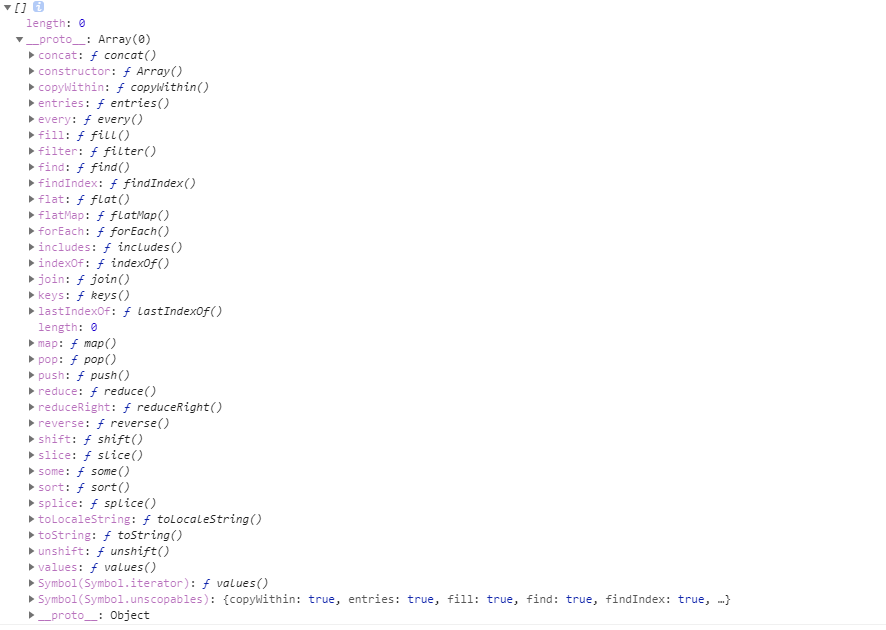 [] i
length: 0
__proto__: Array(0)
concat: ƒ concat()
constructor: ƒ Array()
copyWithin: ƒ copyWithin()
entries: ƒ entries()
every: ƒ every()
fill: ƒ fill()
filter: ƒ filter()
find: ƒ find()
findIndex: ƒ findIndex()
flat: ƒ flat()
flatMap: ƒ flatMap()
forEach: ƒ forEach()
includes: ƒ includes()
indexOf: ƒ indexOf()
join: ƒ join()
keys: ƒ keys()
lastIndexOf: ƒ lastIndexOf()
length: 0
map: ƒ map()
pop: ƒ pop()
push: ƒ push()
reduce: ƒ reduce()
reduceRight: ƒ reduceRight()
reverse: ƒ reverse()
shift: ƒ shift()
slice: ƒ slice()
some: ƒ some()
sort: ƒ sort()
splice: ƒ splice()
toLocaleString: ƒ toLocaleString()
toString: ƒ toString()
unshift: ƒ unshift()
values: ƒ values()
Symbol(Symbol.iterator): ƒ values()
Symbol(Symbol.unscopables): {copyWithin: true, entries: true, fill: true, find: true, findIndex: true, …}
__proto__: Object